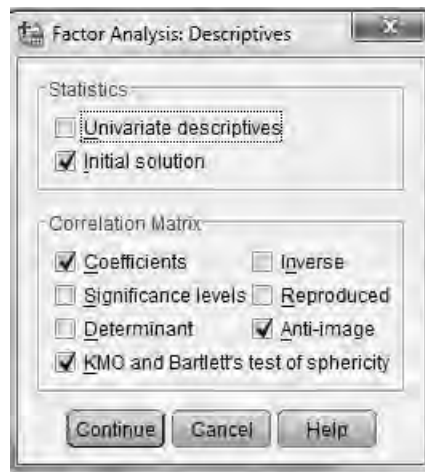 Factor Analysis: Descriptives
Statistics
Univariate descriptives
Initial solution
Correlation Matrix
Coefficients Inverse
Significance levels Reproduced
Determinant Anti-image
KMO and Bartlett's test of sphericity
Continue Cancel Help